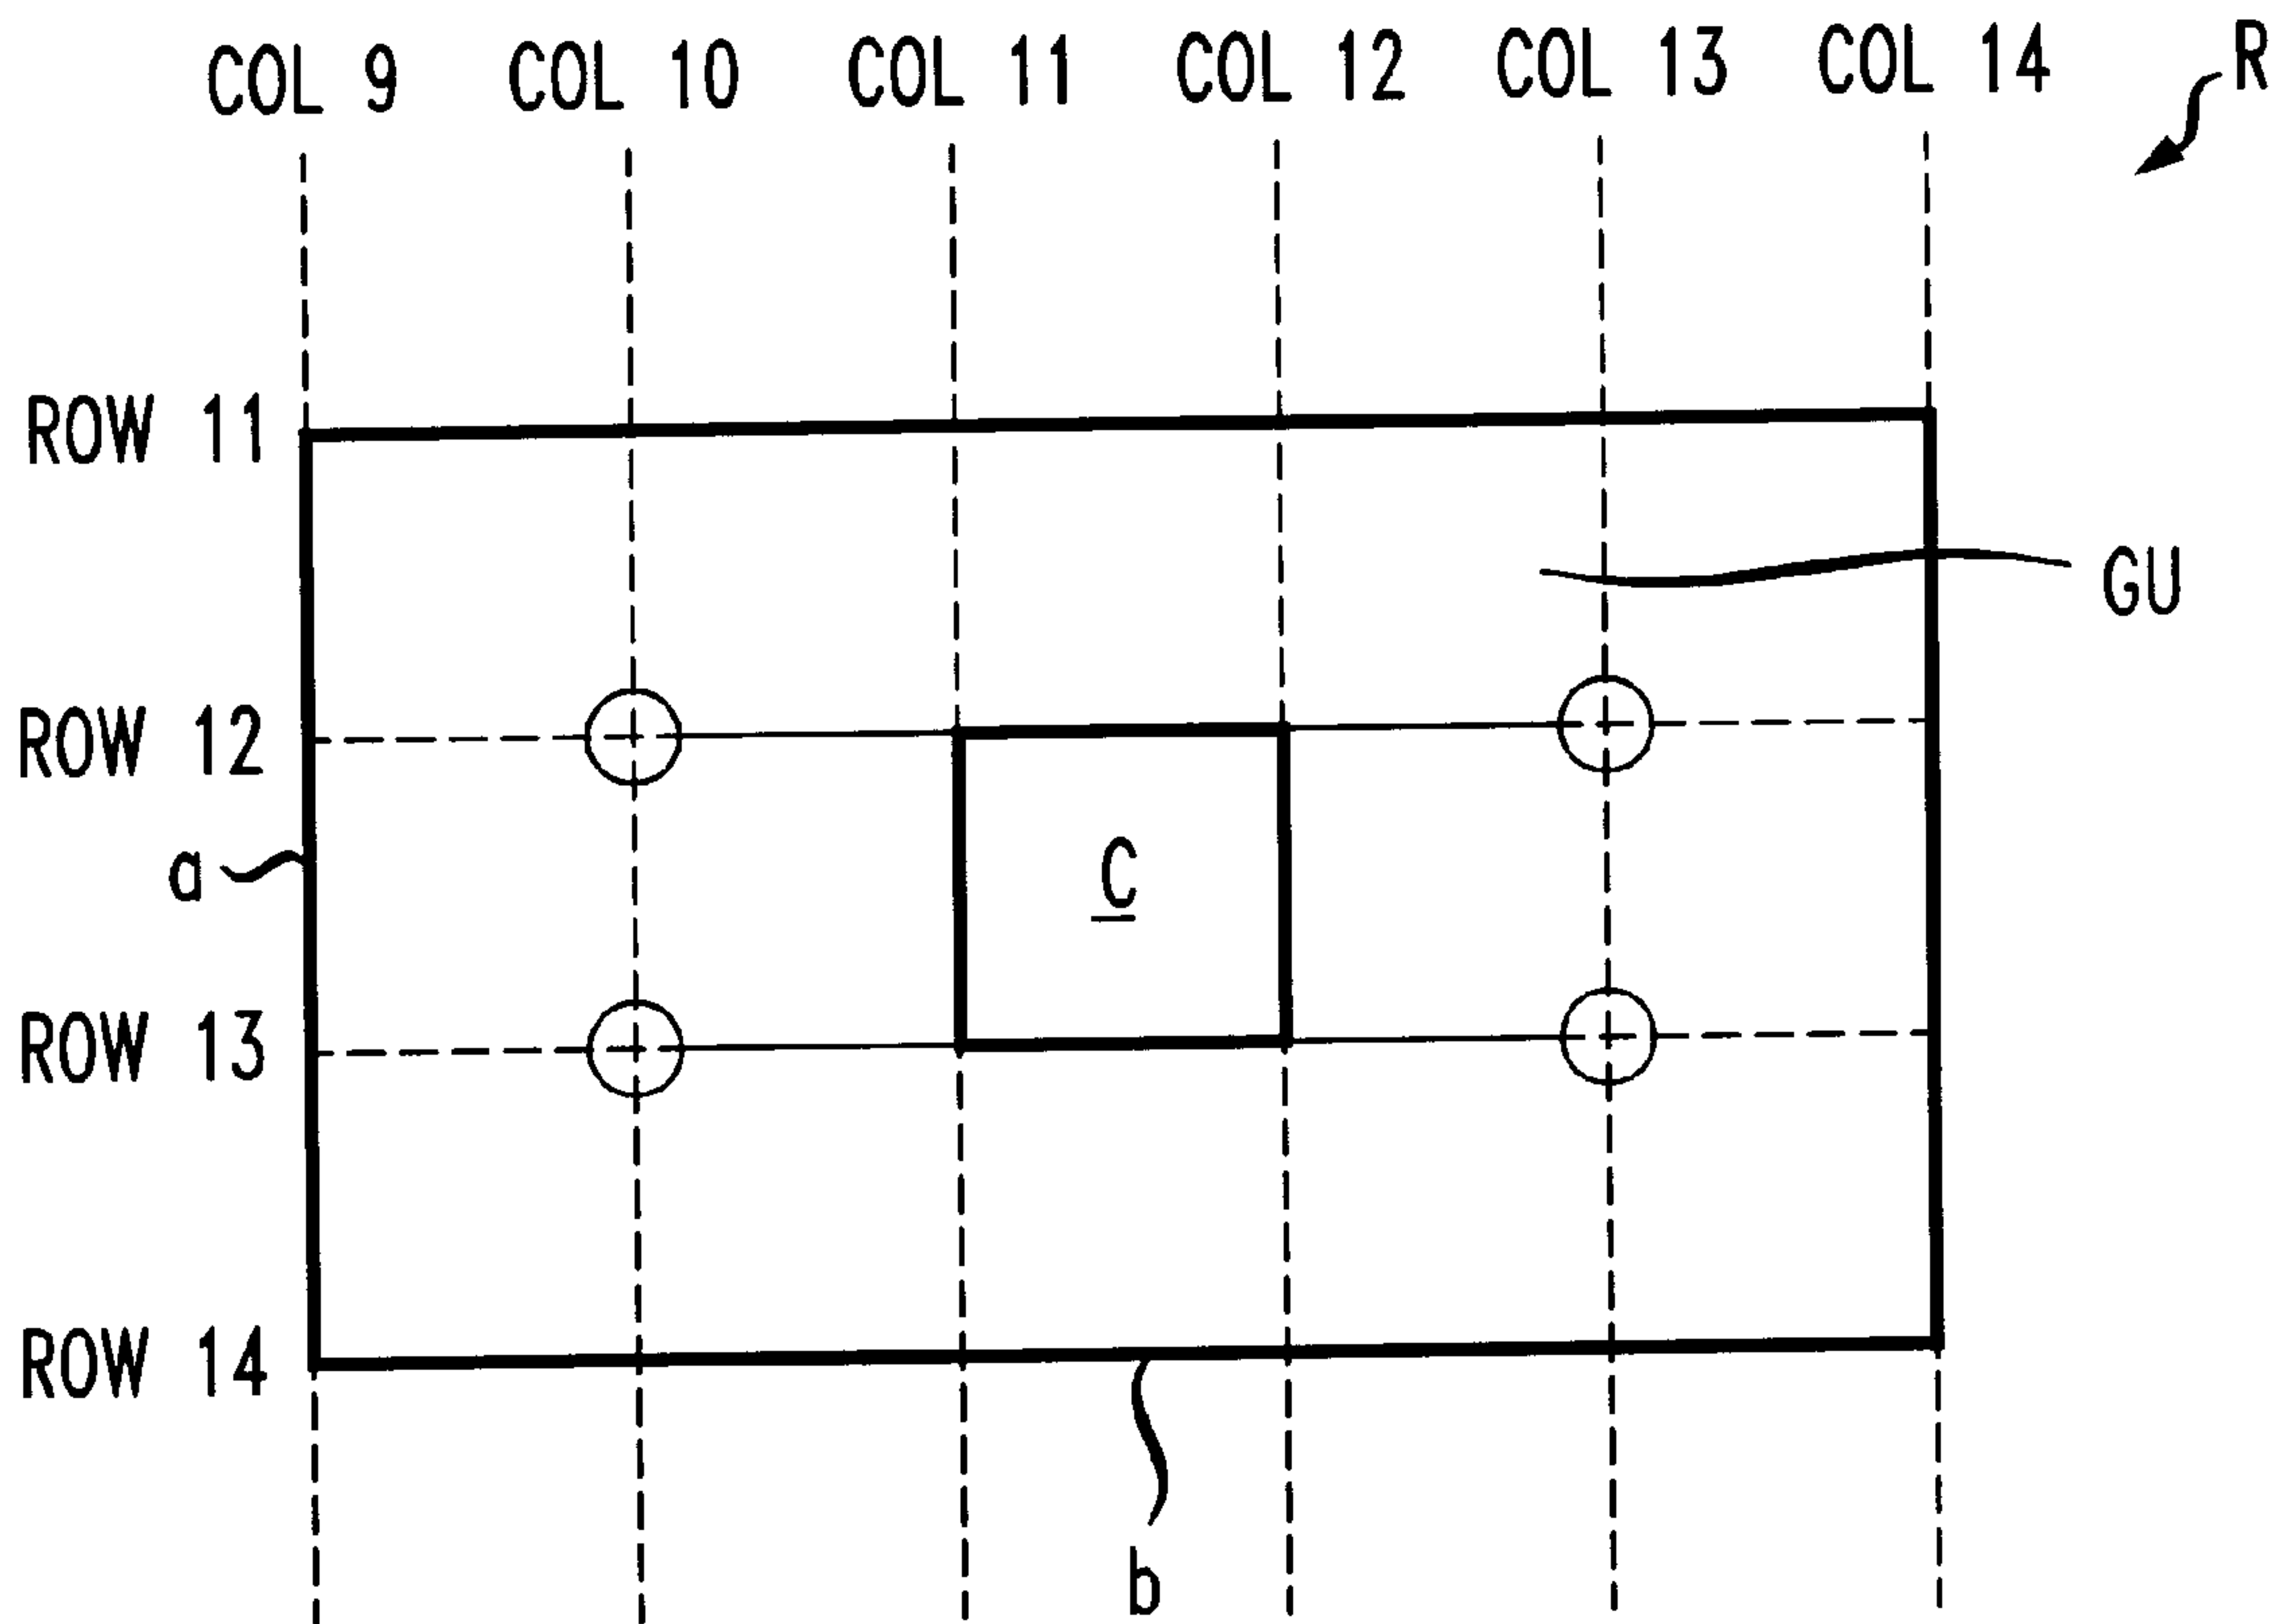 COL 9 COL 10 COL 11 COL 12 COL 13 COL 14
R
ROW 11
GU
ROW 12
a
C
ROW 13
ROW 14
b